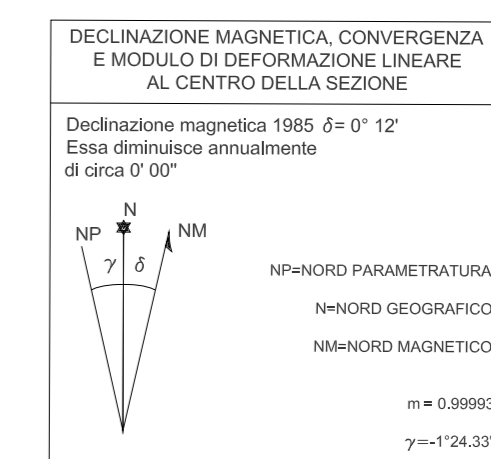 DECLINAZIONE MAGNETICA, CONVERGENZA
E MODULO DI DEFORMAZIONE LINEARE
AL CENTRO DELLA SEZIONE
Declinazione magnetica 1985 δ= 0° 12'
Essa diminuisce annualmente
di circa 0' 00"
N
NP
NM
γ
δ
NP=NORD PARAMETRATURA
N=NORD GEOGRAFICO
NM=NORD MAGNETICO
m = 0.99993
γ=-1°24.33'